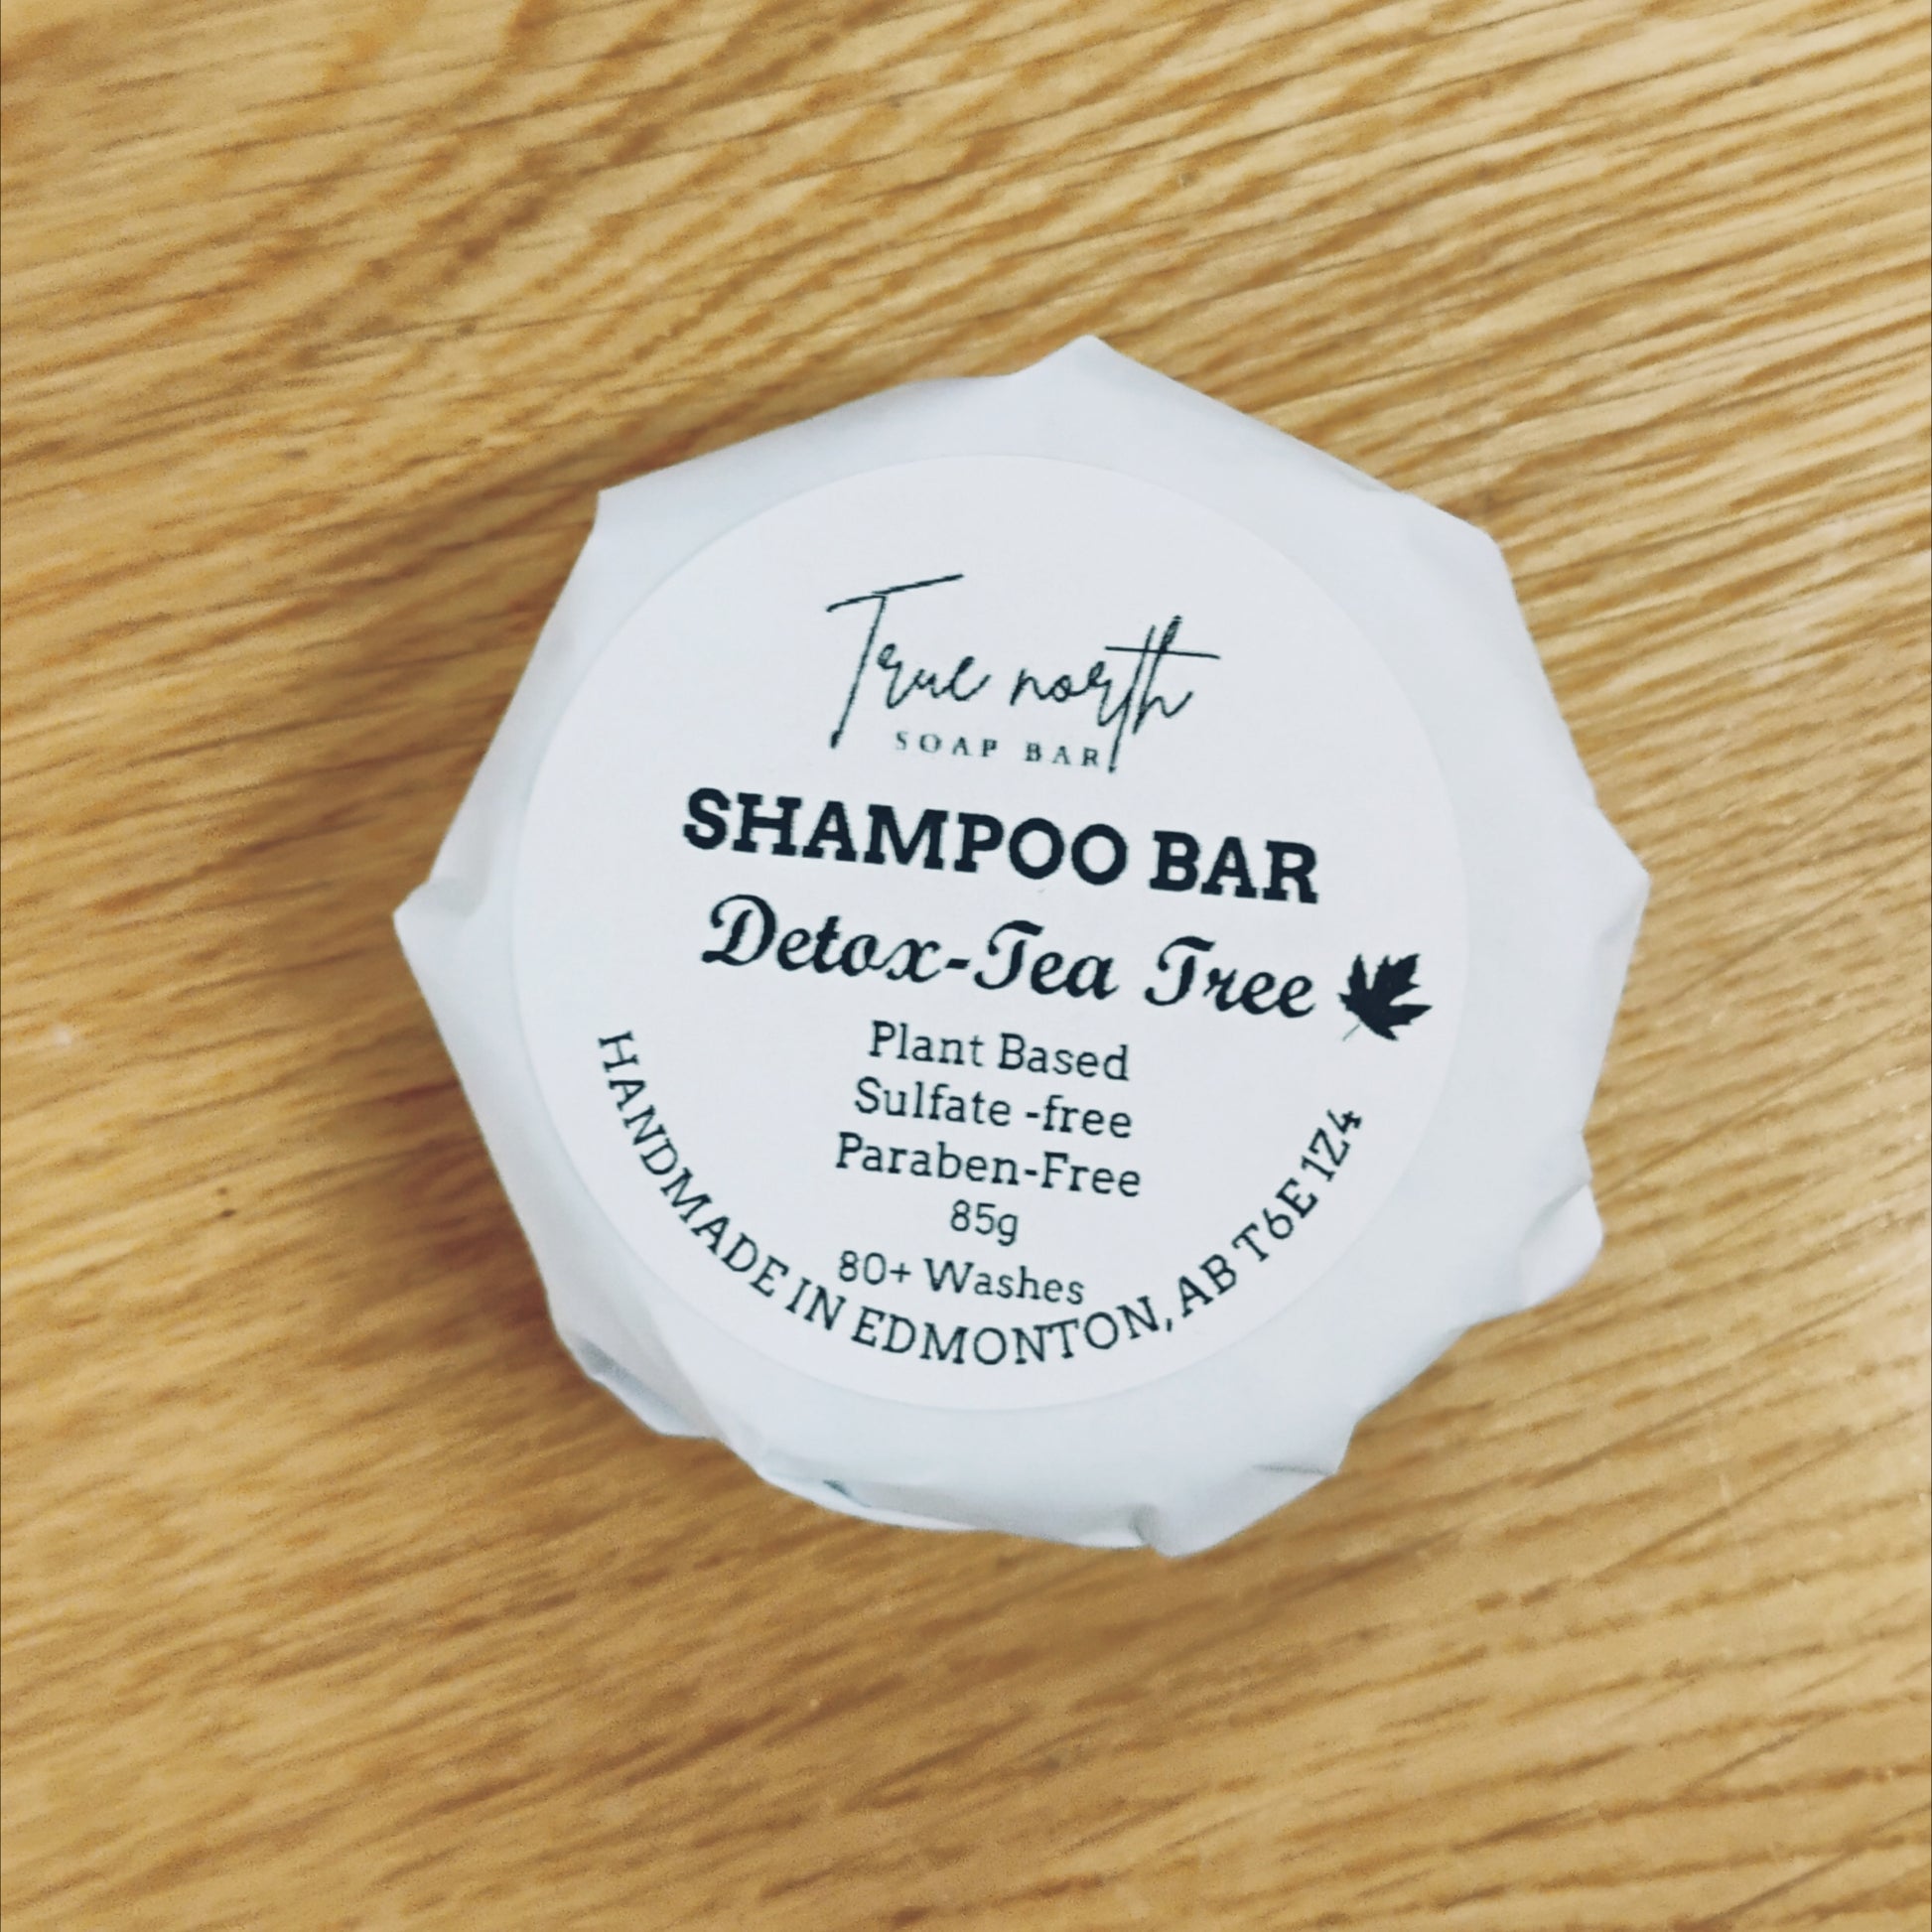 True north
SOAP BAR
SHAMPOO BAR
Detox-Tea Tree
Plant Based
Sulfate -free
Paraben-Free
85g
80+ Washes
HANDMADE IN EDMONTON, AB T6E 1Z4